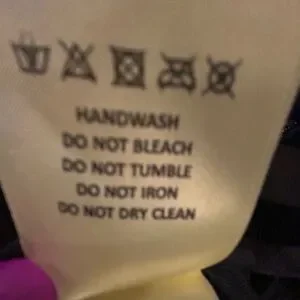 HANDWASH
DO NOT BLEACH
DO NOT TUMBLE
DO NOT IRON
DO NOT DRY CLEAN